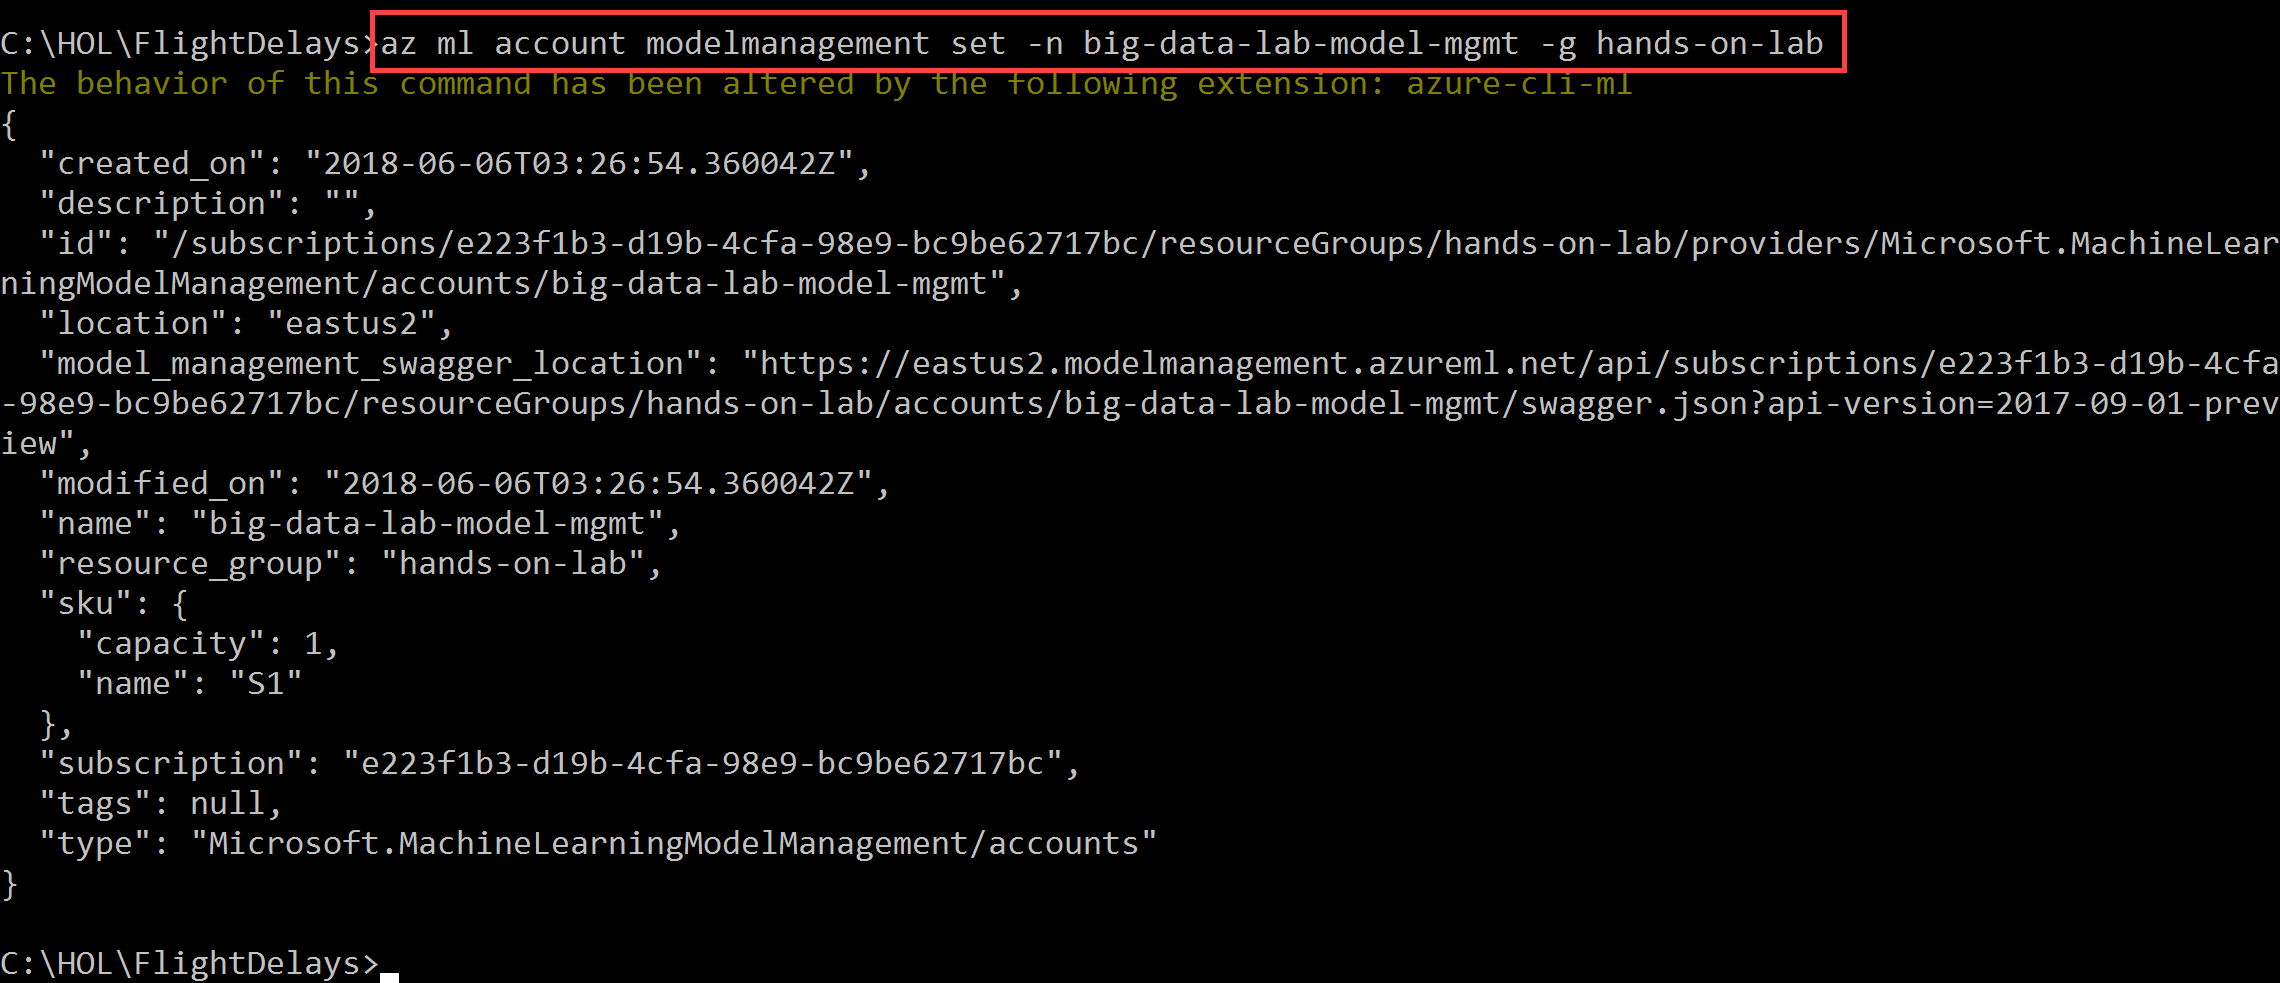 C:\HOL\FlightDelays>az ml account modelmanagement set -n big-data-lab-model-mgmt -g hands-on-lab
The behavior of this command has been altered by the following extension: azure-cli-ml
{
  "created_on": "2018-06-06T03:26:54.360042Z",
  "description": "",
  "id": "/subscriptions/e223f1b3-d19b-4cfa-98e9-bc9be62717bc/resourceGroups/hands-on-lab/providers/Microsoft.MachineLear
ningModelManagement/accounts/big-data-lab-model-mgmt",
  "location": "eastus2",
  "model_management_swagger_location": "https://eastus2.modelmanagement.azureml.net/api/subscriptions/e223f1b3-d19b-4cfa
-98e9-bc9be62717bc/resourceGroups/hands-on-lab/accounts/big-data-lab-model-mgmt/swagger.json?api-version=2017-09-01-prev
iew",
  "modified_on": "2018-06-06T03:26:54.360042Z",
  "name": "big-data-lab-model-mgmt",
  "resource_group": "hands-on-lab",
  "sku": {
    "capacity": 1,
    "name": "S1"
  },
  "subscription": "e223f1b3-d19b-4cfa-98e9-bc9be62717bc",
  "tags": null,
  "type": "Microsoft.MachineLearningModelManagement/accounts"
}
C:\HOL\FlightDelays>